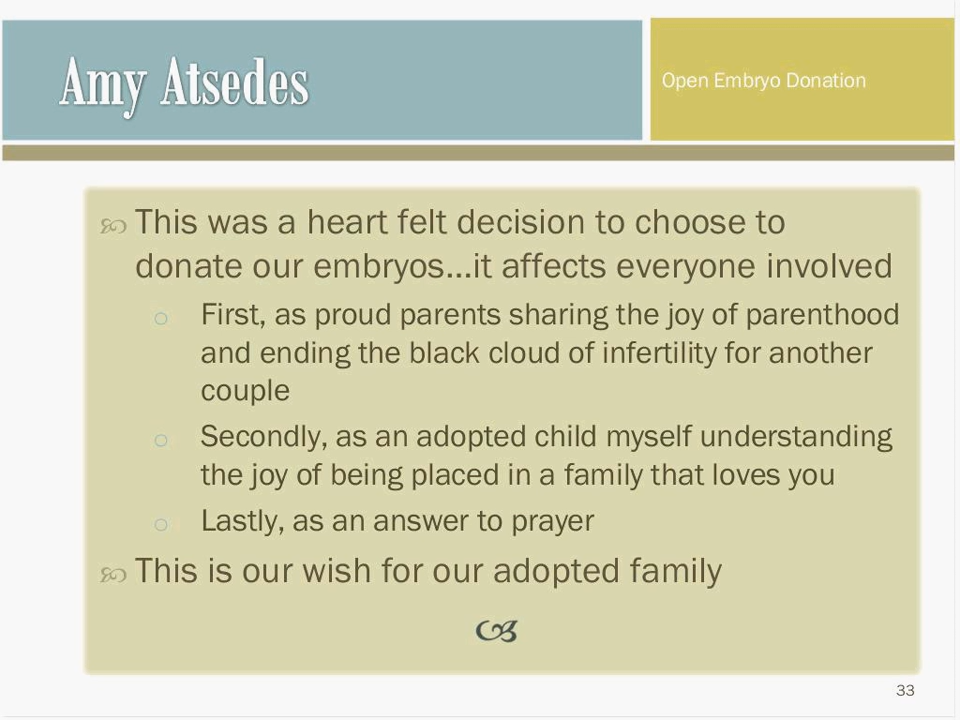 Amy Atsedes
Open Embryo Donation
This was a heart felt decision to choose to
donate our embryos...it affects everyone involved
First, as proud parents sharing the joy of parenthood
and ending the black cloud of infertility for another
couple
Secondly, as an adopted child myself understanding
the joy of being placed in a family that loves you
Lastly, as an answer to prayer
This is our wish for our adopted family
33